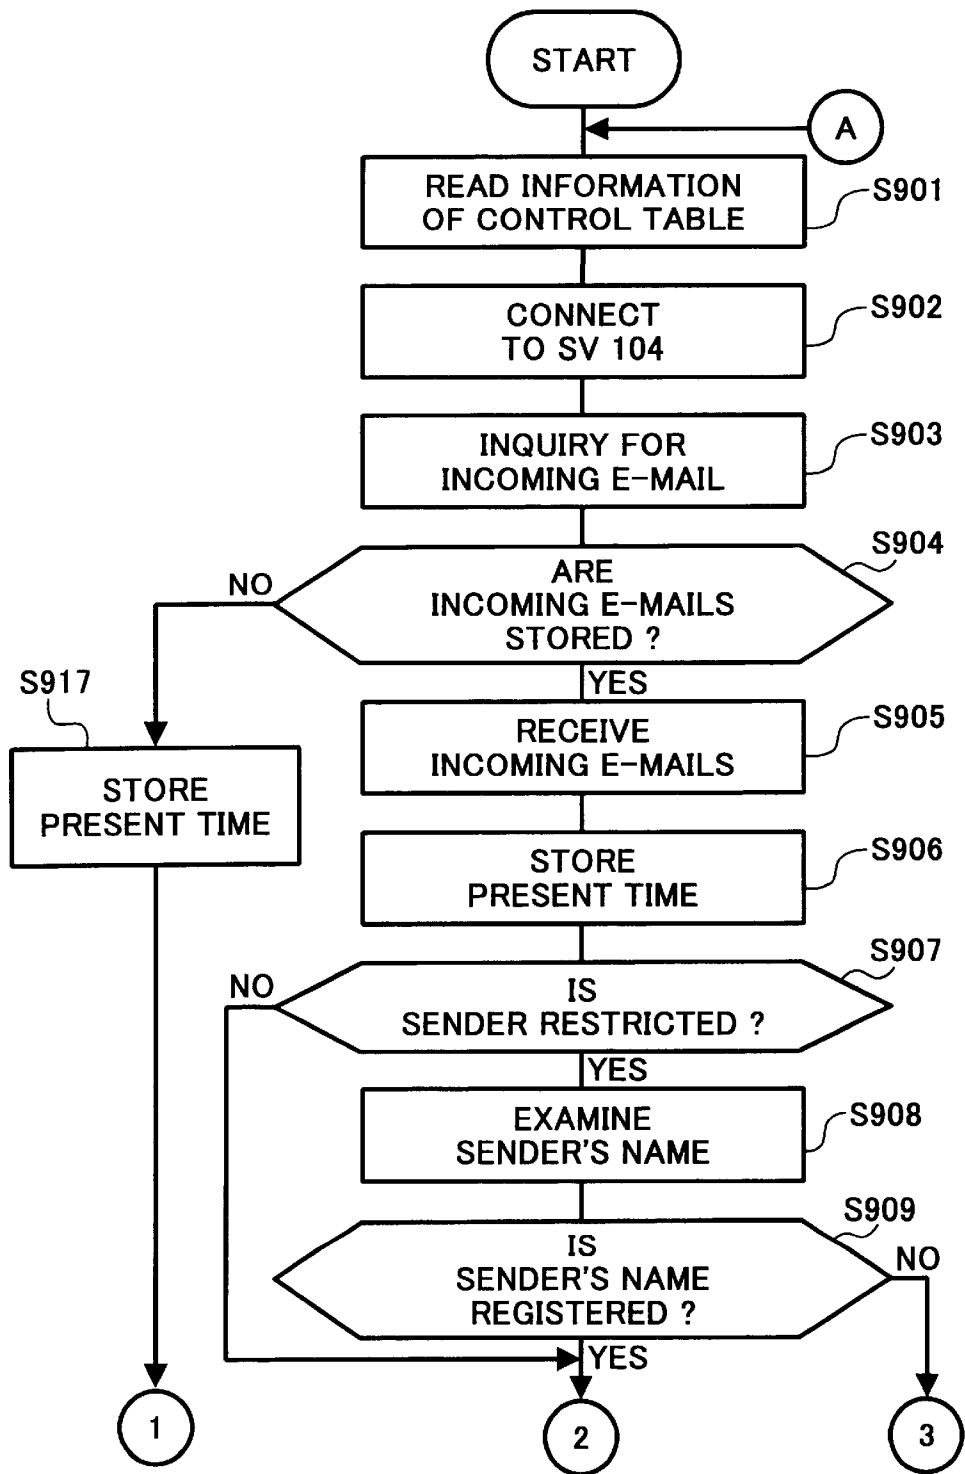 START
A
READ INFORMATION
OF CONTROL TABLE
S901
CONNECT
TO SV 104
S902
INQUIRY FOR
INCOMING E-MAIL
S903
S904
NO
ARE
INCOMING E-MAILS
STORED ?
YES
S917
STORE
PRESENT TIME
RECEIVE
INCOMING E-MAILS
S905
STORE
PRESENT TIME
S906
S907
NO
IS
SENDER RESTRICTED ?
YES
EXAMINE
SENDER'S NAME
S908
S909
IS
SENDER'S NAME
REGISTERED ?
NO
YES
1
2
3